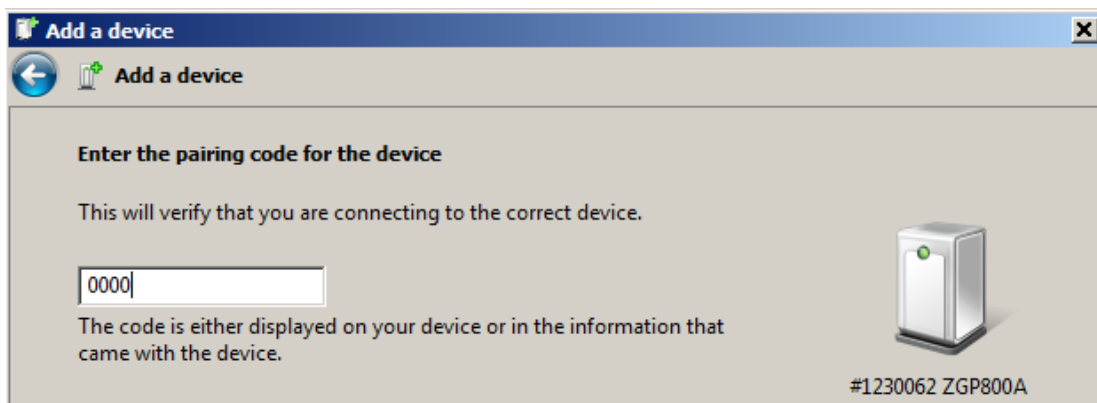 Add a device
Add a device
Enter the pairing code for the device
This will verify that you are connecting to the correct device.
0000
The code is either displayed on your device or in the information that
came with the device.
#1230062 ZGP800A